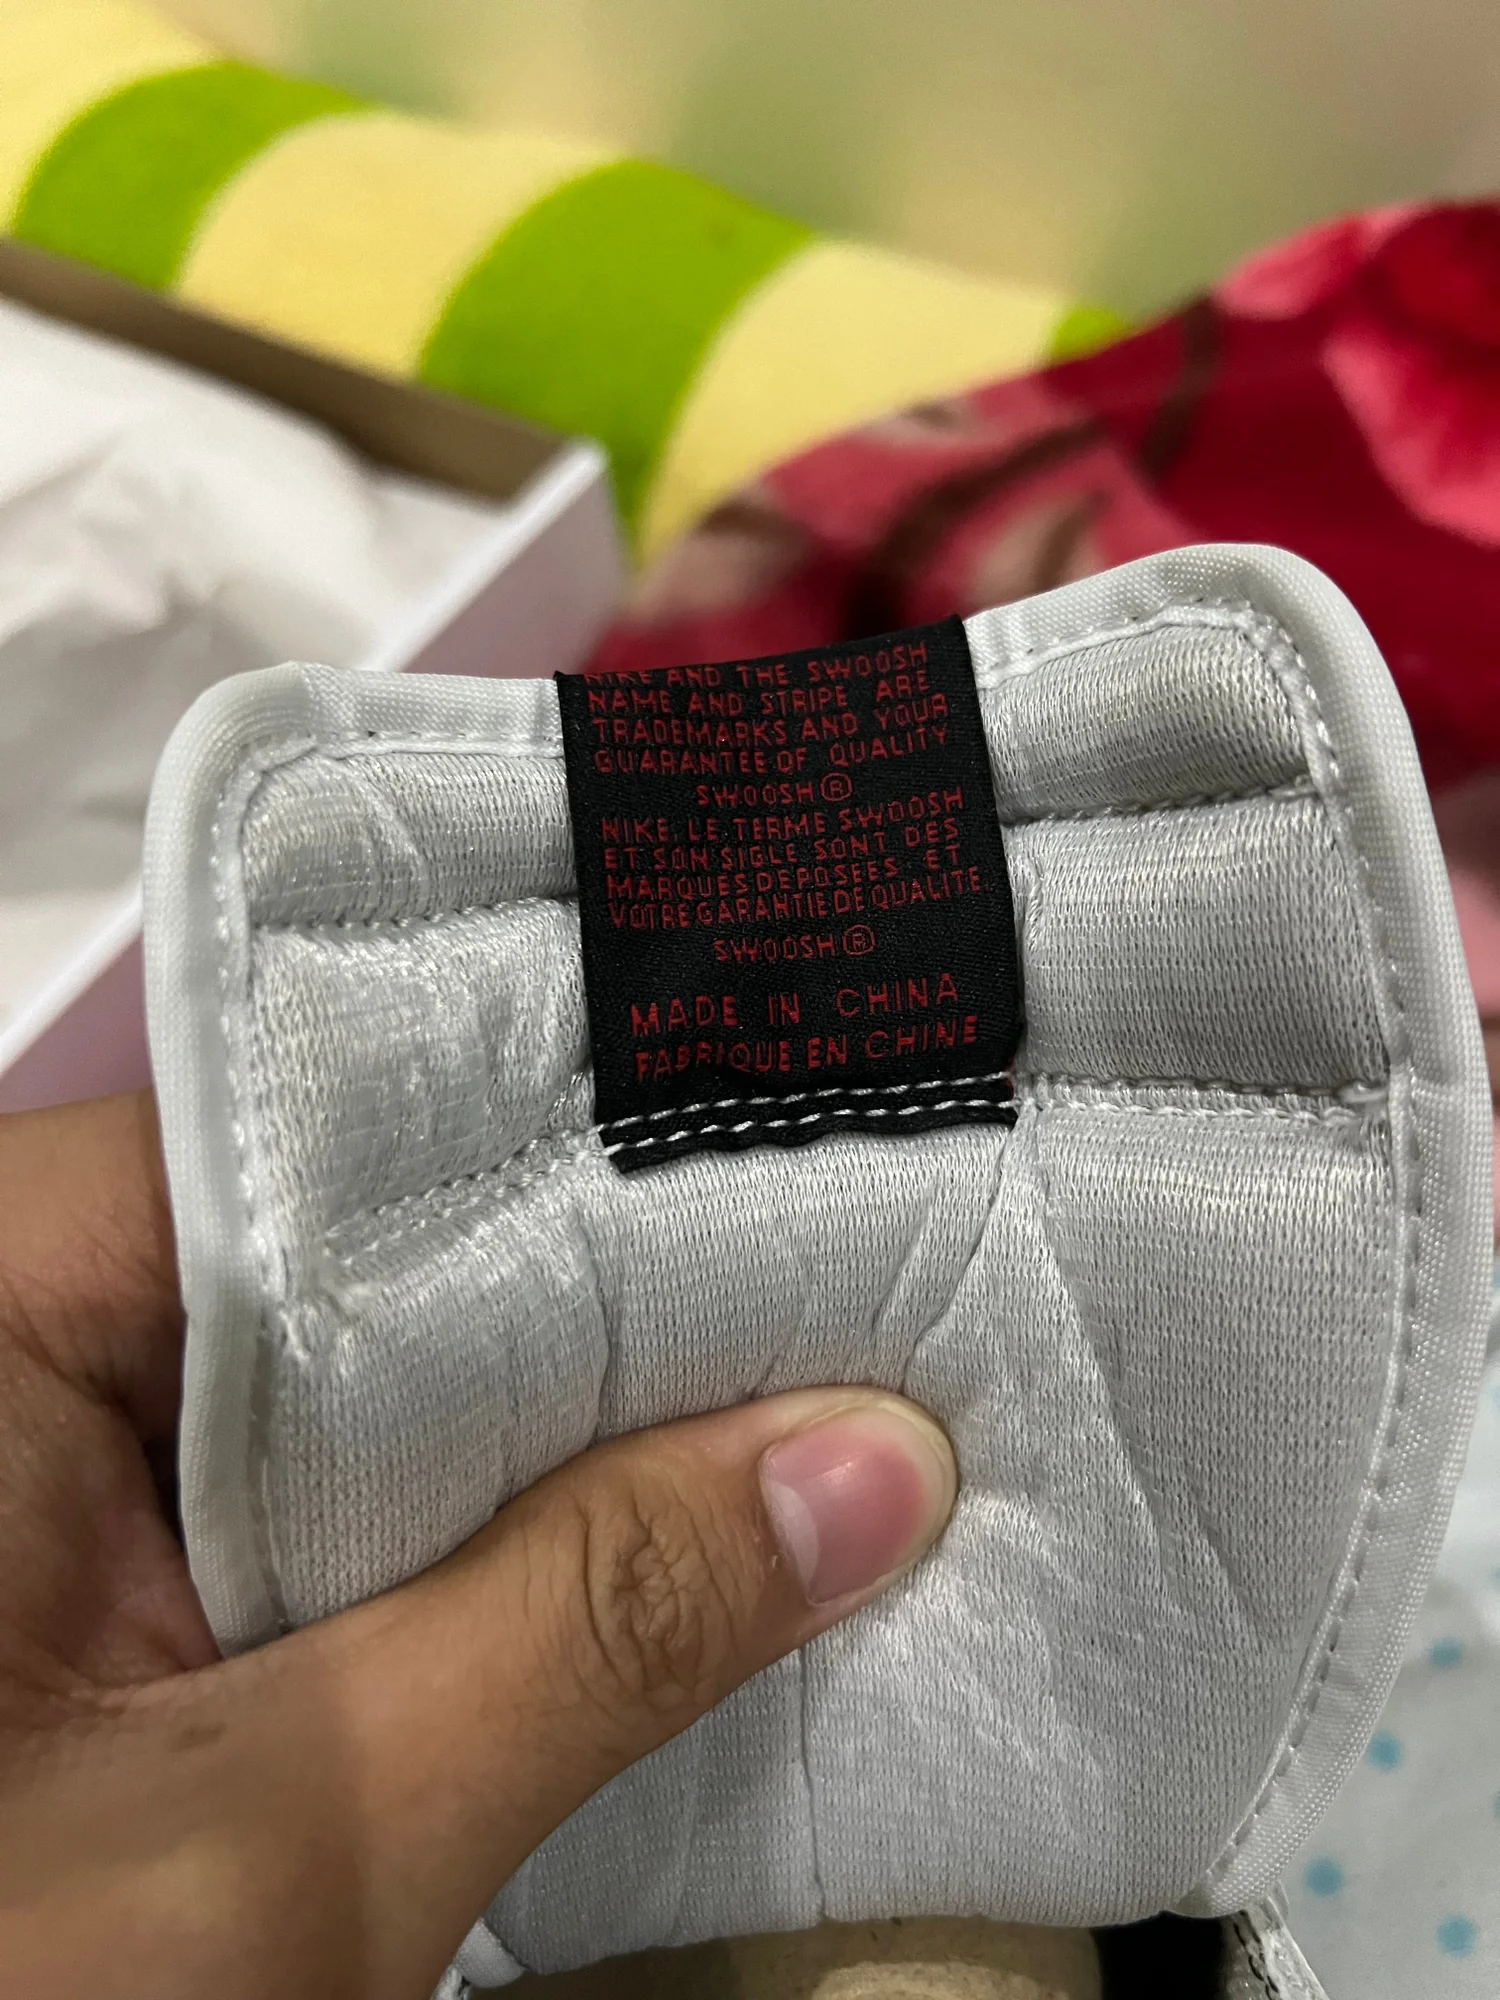 NIKE AND THE SWOOSH
NAME AND STRIPE ARE
TRADEMARKS AND YOUR
GUARANTEE OF QUALITY
SWOOSH®
NIKE, LE TERME SWOOSH
ET SON SIGLE SONT DES
MARQUES DEPOSEES ET
VOTRE GARANTIE DE QUALITE.
SWOOSH®
MADE IN CHINA
FABRIQUE EN CHINE